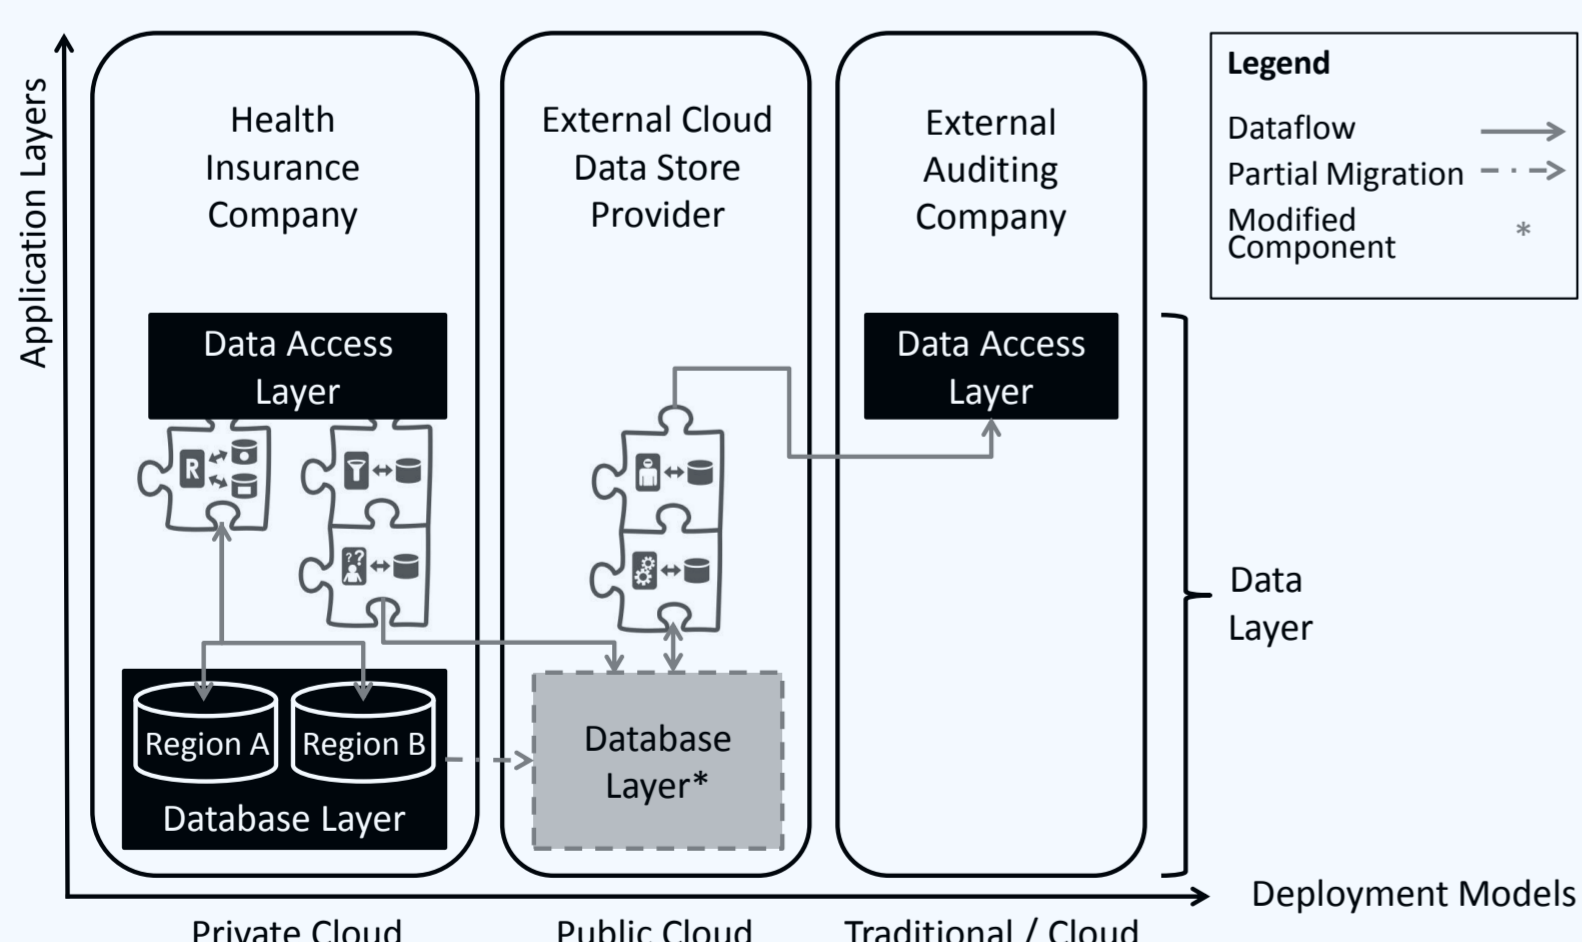 Application Layers
Health
Insurance
Company
External Cloud
Data Store
Provider
External
Auditing
Company
Legend
Dataflow
Partial Migration
Modified
Component
*
Data Access
Layer
Data Access
Layer
R
??
Data
Layer
Region A
Region B
Database Layer
Database
Layer*
Deployment Models
Private Cloud
Public Cloud
Traditional / Cloud